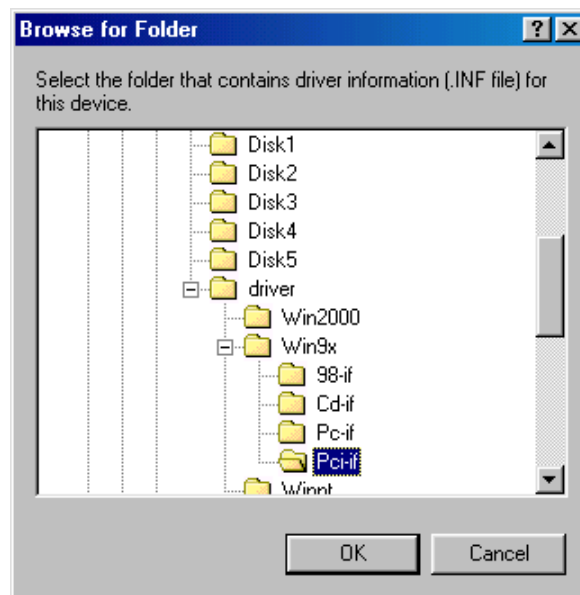 Browse for Folder
Select the folder that contains driver information (.INF file) for
this device.
Disk1
Disk2
Disk3
Disk4
Disk5
driver
Win2000
Win9x
98-if
Cd-if
Pc-if
Pci-if
Winnt
OK
Cancel